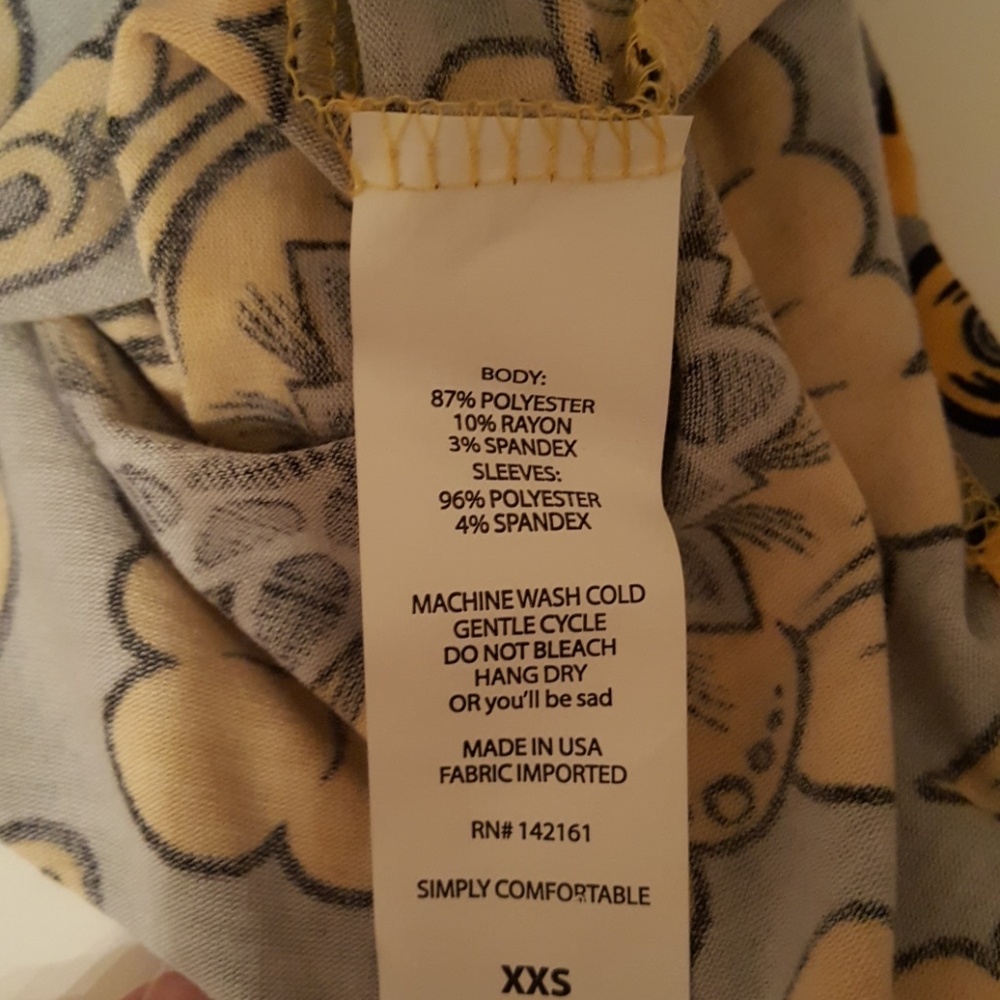 BODY:
87% POLYESTER
10% RAYON
3% SPANDEX
SLEEVES:
96% POLYESTER
4% SPANDEX
MACHINE WASH COLD
GENTLE CYCLE
DO NOT BLEACH
HANG DRY
OR you'll be sad
MADE IN USA
FABRIC IMPORTED
RN# 142161
SIMPLY COMFORTABLE
XXS